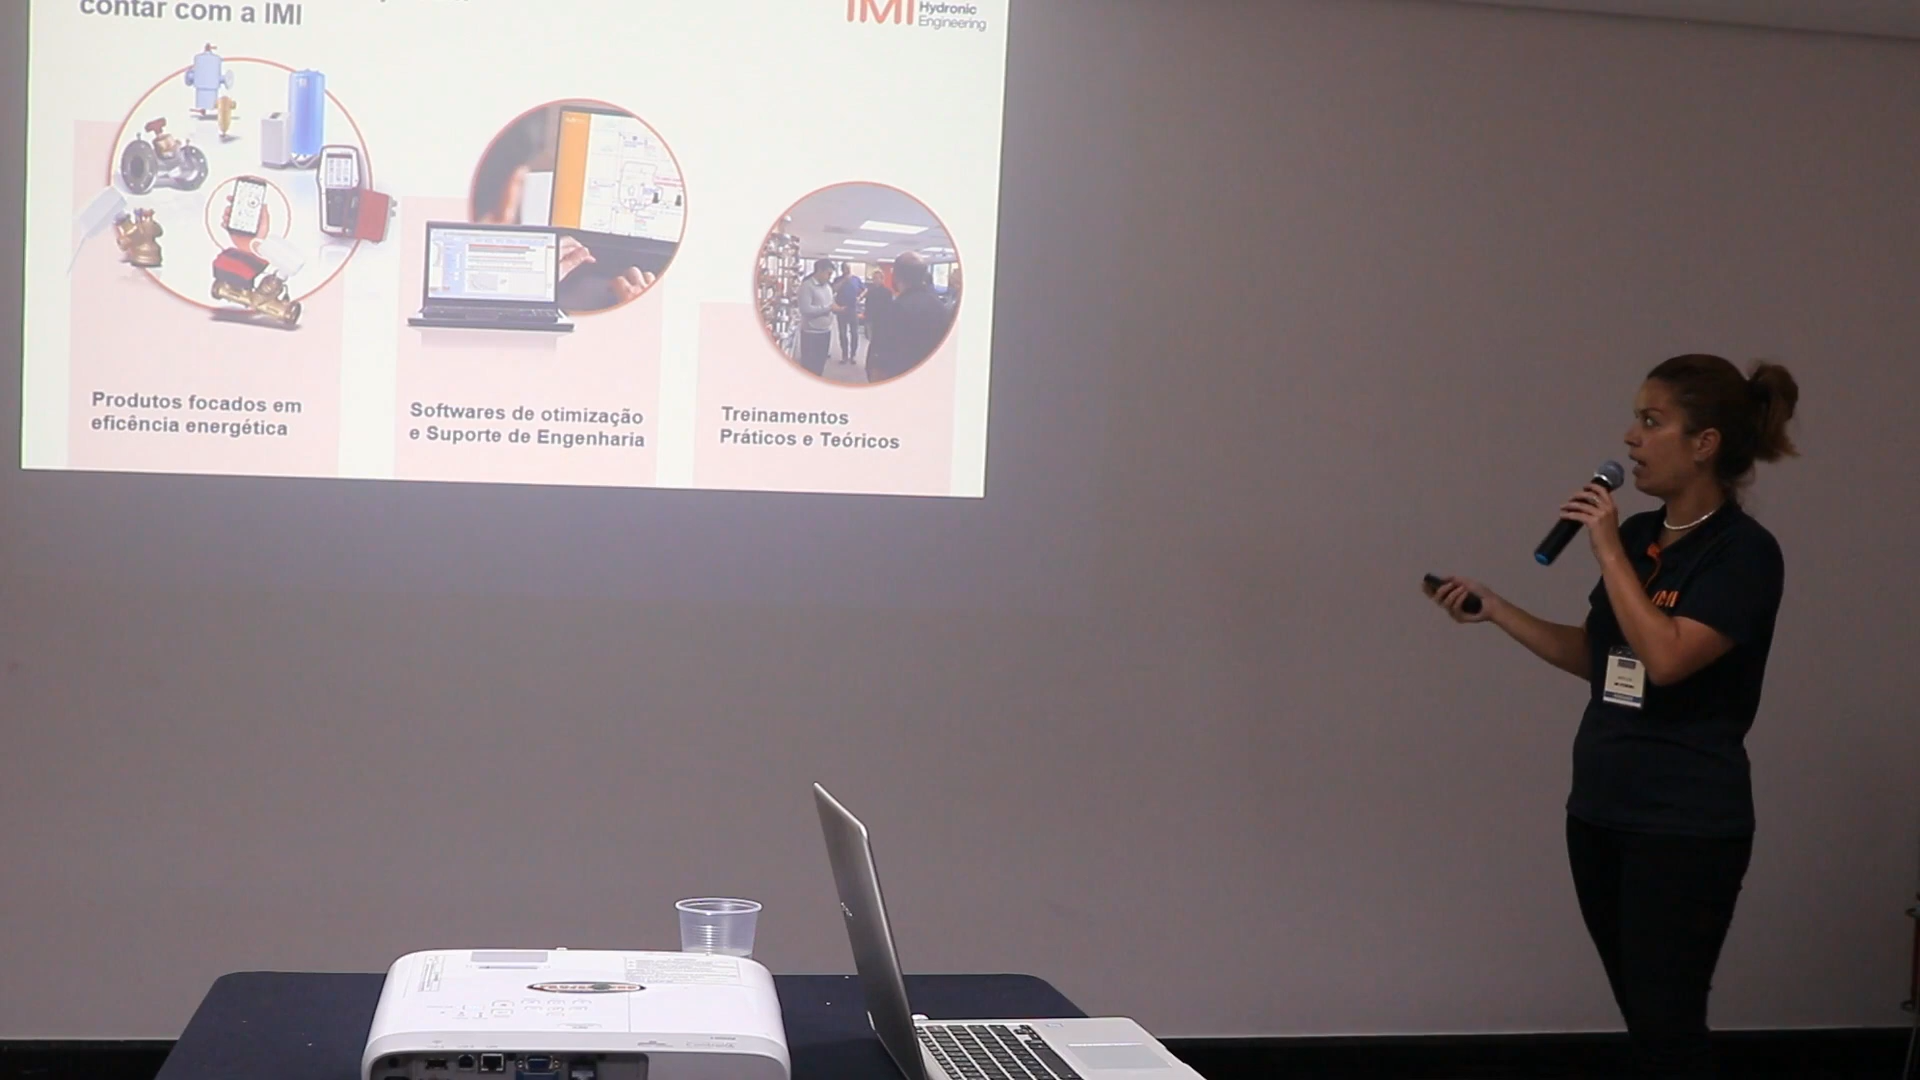 contar com a IMI
IMI Hydronic
Engineering
Produtos focados em
eficência energética
Softwares de otimização
e Suporte de Engenharia
Treinamentos
Práticos e Teóricos
IMI